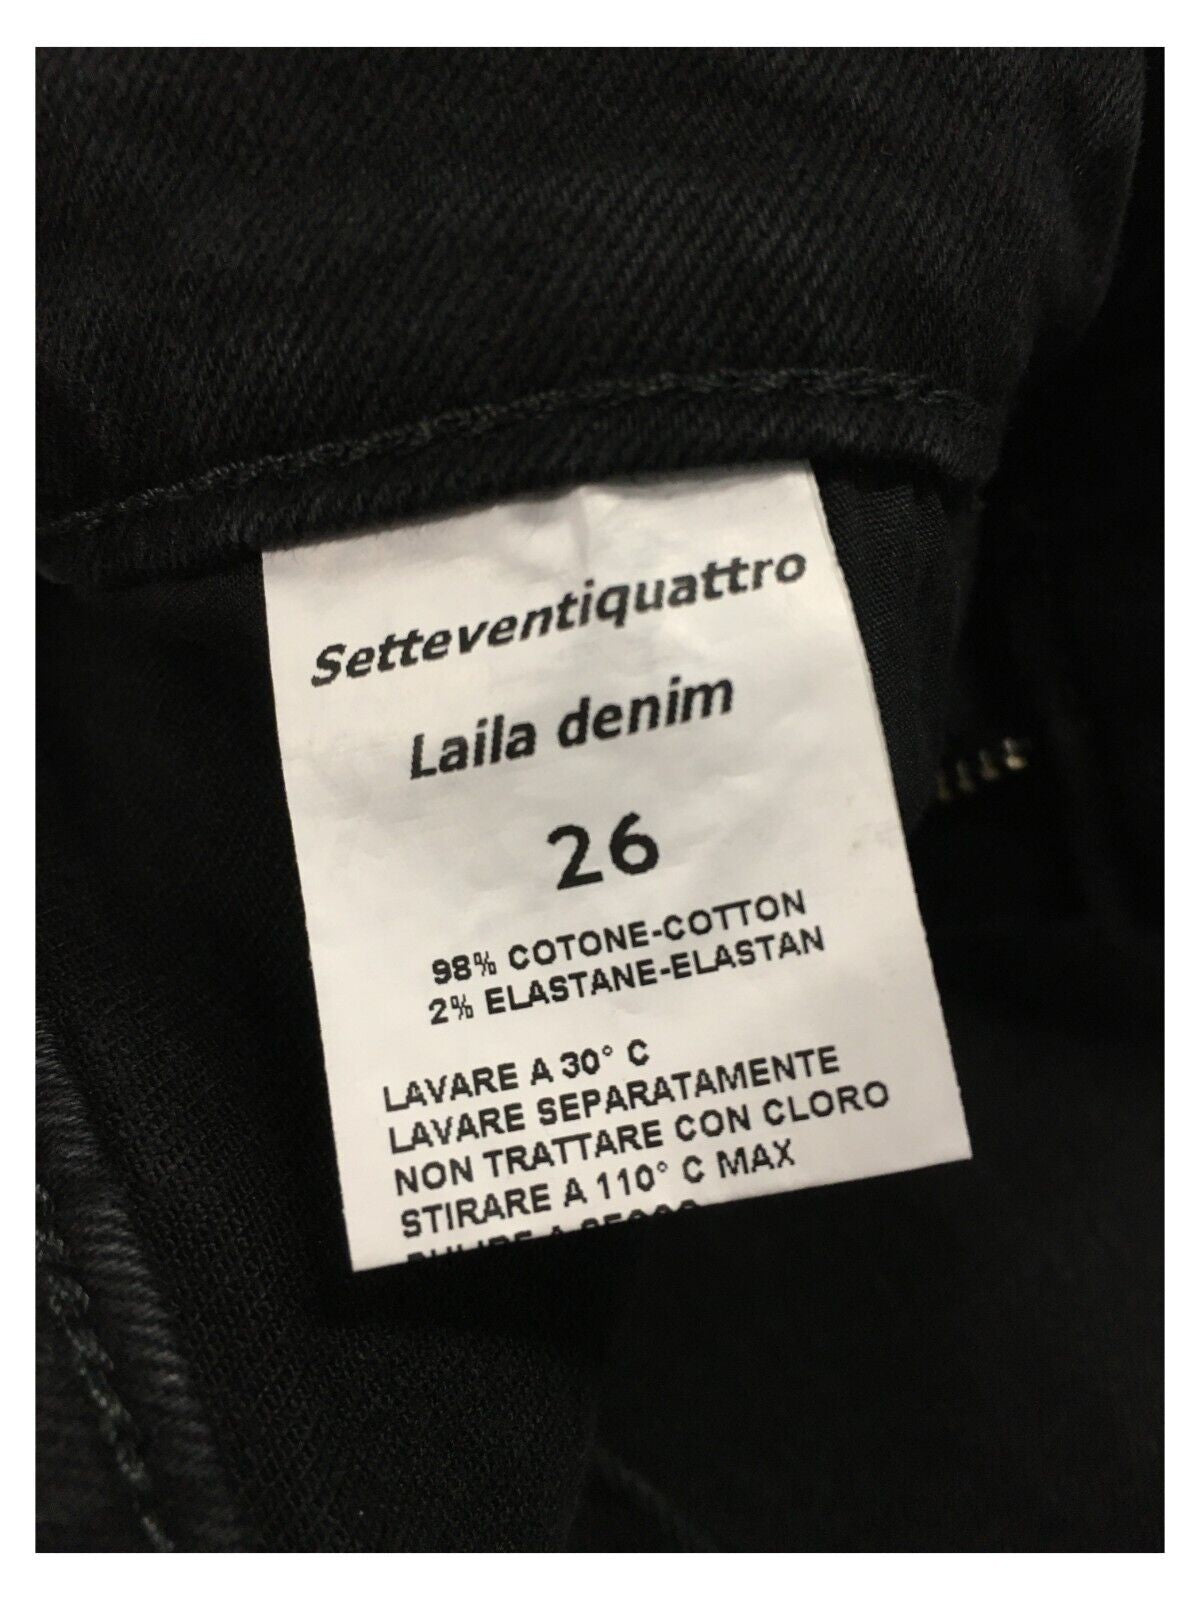 Setteventiquattro
Laila denim
26
98% COTONE-COTTON
2% ELASTANE-ELASTAN
LAVARE A 30° C
LAVARE SEPARATAMENTE
NON TRATTARE CON CLORO
STIRARE A 110° C MAX